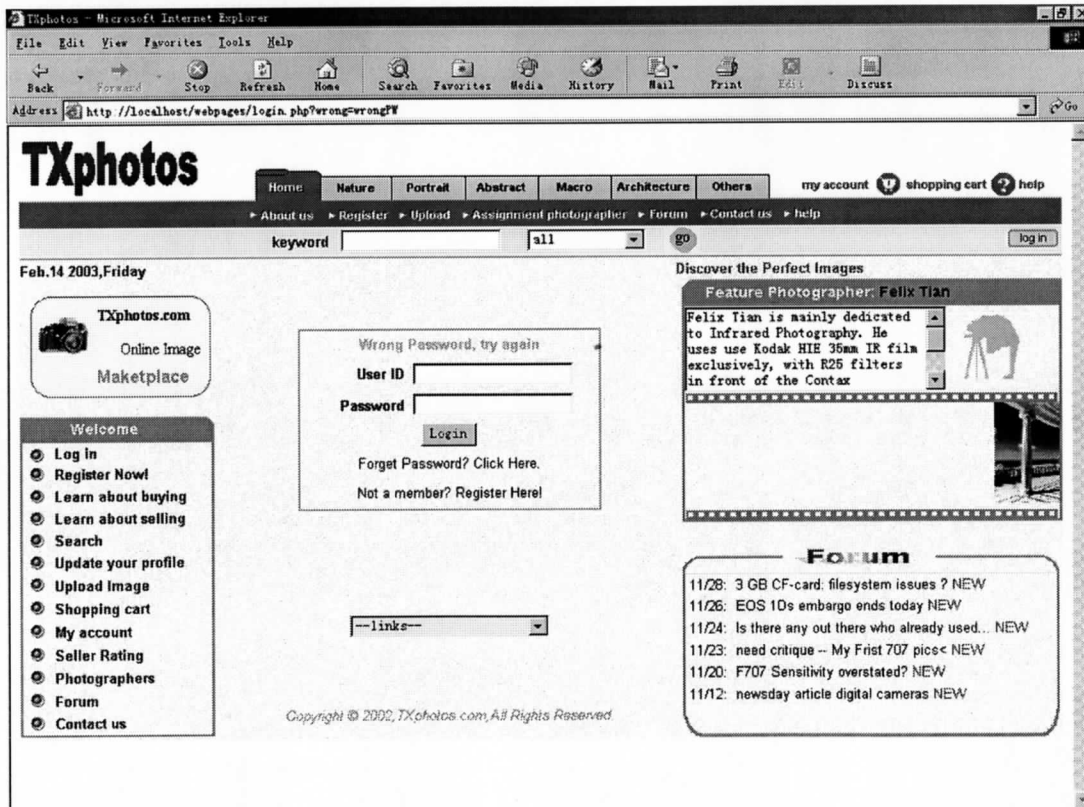 TXphotos - Microsoft Internet Explorer
File Edit View Favorites Tools Help
Back Forward Stop Refresh Home Search Favorites Media History Mail Print Edit Discuss
Address http://localhost/webpages/login.php?wrong=wrongPW Go
TXphotos
Home Nature Portrait Abstract Macro Architecture Others my account shopping cart help
About us Register Upload Assignment photographer Forum Contact us help
keyword all go log in
Feb.14 2003,Friday
TXphotos.com
Online Image
Maketplace
Welcome
Log in
Register Now!
Learn about buying
Learn about selling
Search
Update your profile
Upload Image
Shopping cart
My account
Seller Rating
Photographers
Forum
Contact us
Wrong Password, try again
User ID
Password
Login
Forget Password? Click Here.
Not a member? Register Here!
--links--
Copyright © 2002, TXphotos.com, All Rights Reserved
Discover the Perfect Images
Feature Photographer: Felix Tian
Felix Tian is mainly dedicated
to Infrared Photography. He
uses use Kodak HIE 35mm IR film
exclusively, with R25 filters
in front of the Contax
Forum
11/28: 3 GB CF-card: filesystem issues ? NEW
11/26: EOS 1Ds embargo ends today NEW
11/24: Is there any out there who already used... NEW
11/23: need critique -- My Frist 707 pics< NEW
11/20: F707 Sensitivity overstated? NEW
11/12: newsday article digital cameras NEW